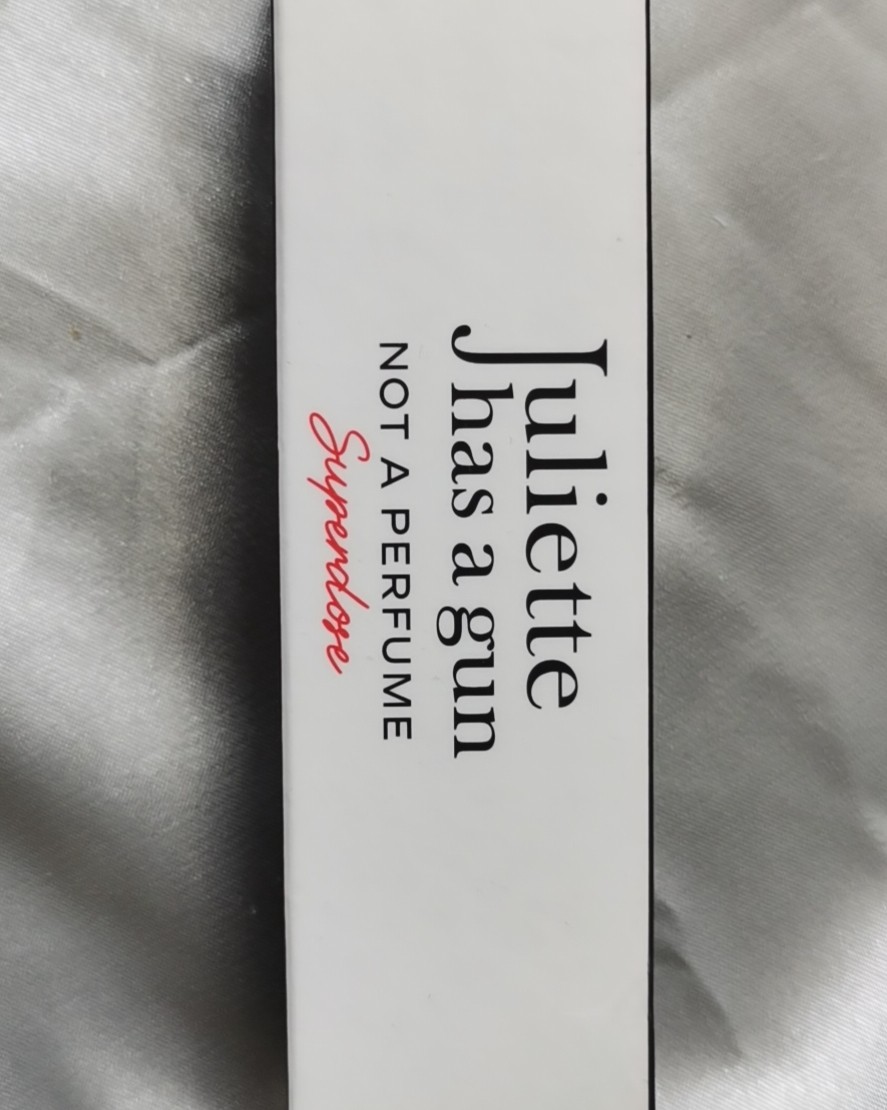 Juliette
has a gun
NOT A PERFUME
Superdose